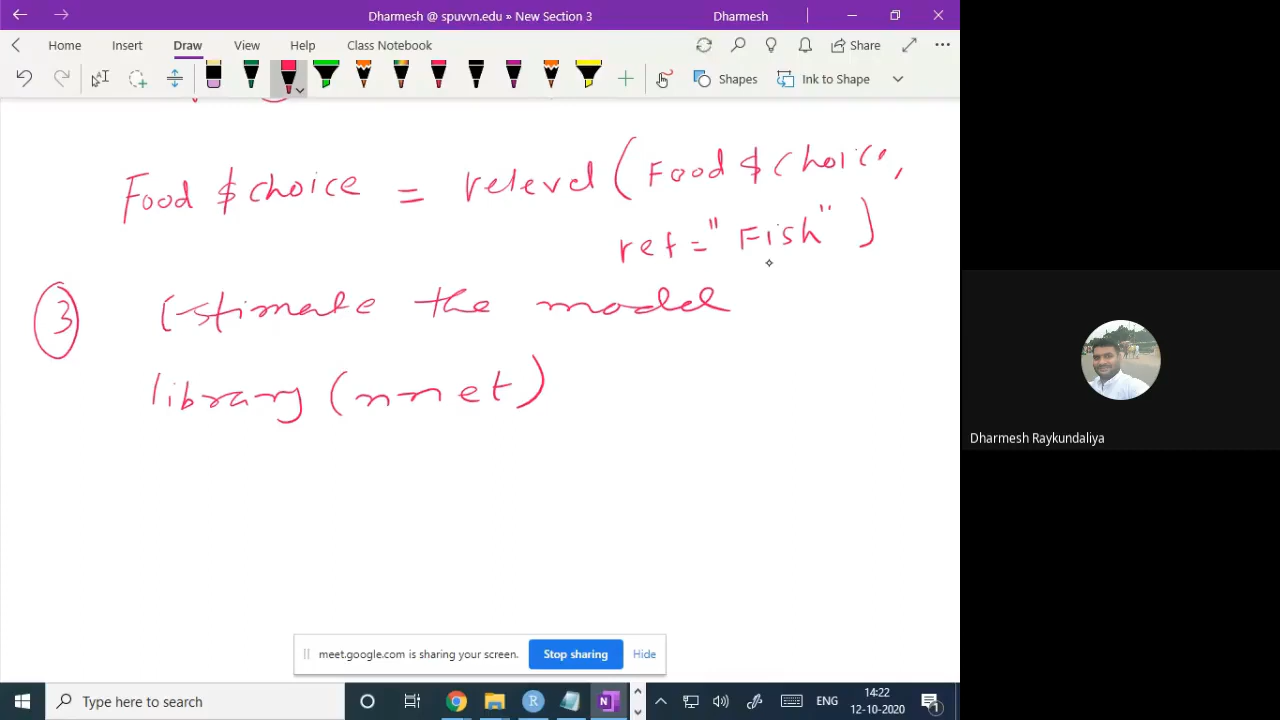 Dharmesh @ spuvvn.edu » New Section 3
Dharmesh
Home Insert Draw View Help Class Notebook
Share
Shapes
Ink to Shape
Food $ choice = relevel (Food $ choice,
ref = "Fish")
3 Estimate the model
library (nnet)
Dharmesh Raykundaliya
meet.google.com is sharing your screen.
Stop sharing
Hide
Type here to search
ENG
14:22
12-10-2020
1